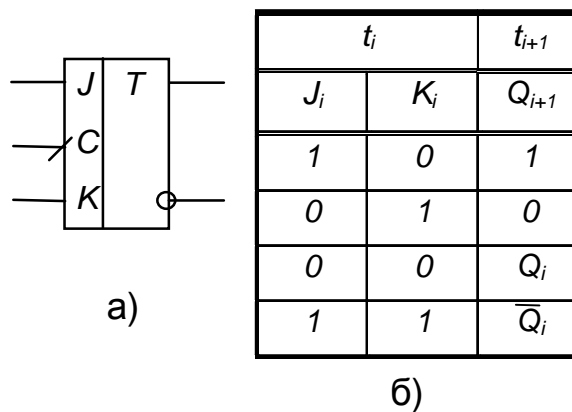 J T
C
K
а)
t_i t_{i+1}
J_i K_i Q_{i+1}
1 0 1
0 1 0
0 0 Q_i
1 1 Q̅_i
б)